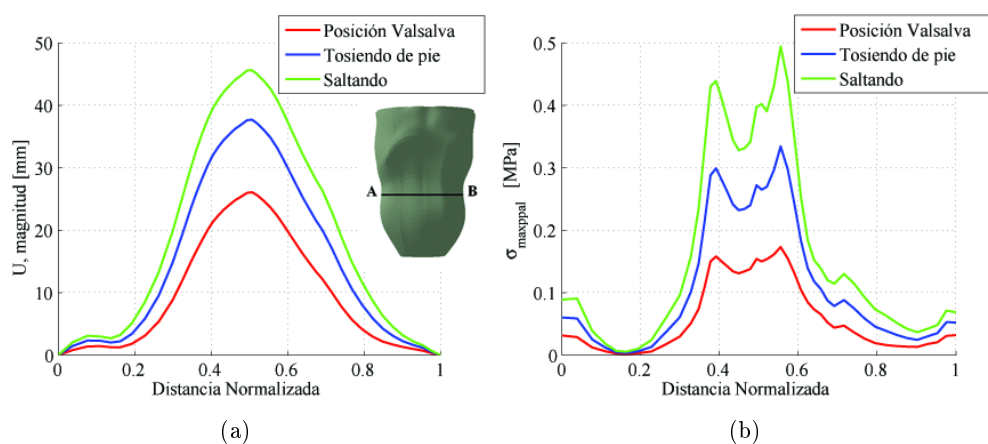 Posición Valsalva
Tosiendo de pie
Saltando
50
40
30
20
10
0
U, magnitud [mm]
A
B
0
0.2
0.4
0.6
0.8
1
Distancia Normalizada
(a)
Posición Valsalva
Tosiendo de pie
Saltando
0.5
0.4
0.3
0.2
0.1
0
σmaxppal [MPa]
0
0.2
0.4
0.6
0.8
1
Distancia Normalizada
(b)